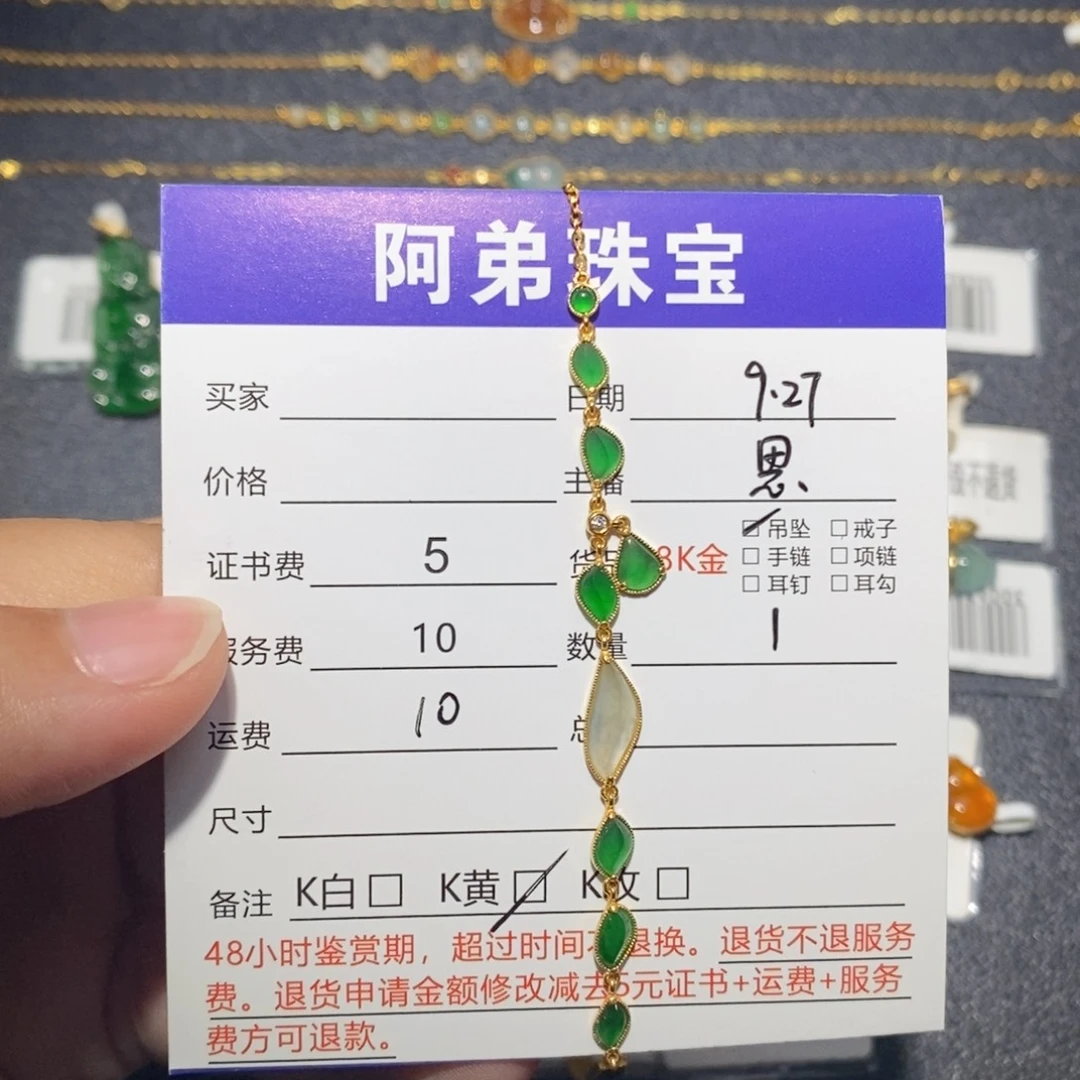 阿弟珠宝
买家 日期 9.27
价格 主播 恩
证书费 5 货品 8K金 ☑吊坠 □戒子
□手链 □项链
□耳钉 □耳勾
服务费 10 数量 1
运费 10 总
尺寸
备注 K白□ K黄☑ K玫□
48小时鉴赏期，超过时间不退换。退货不退服务
费。退货申请金额修改减去5元证书+运费+服务
费方可退款。
不退换